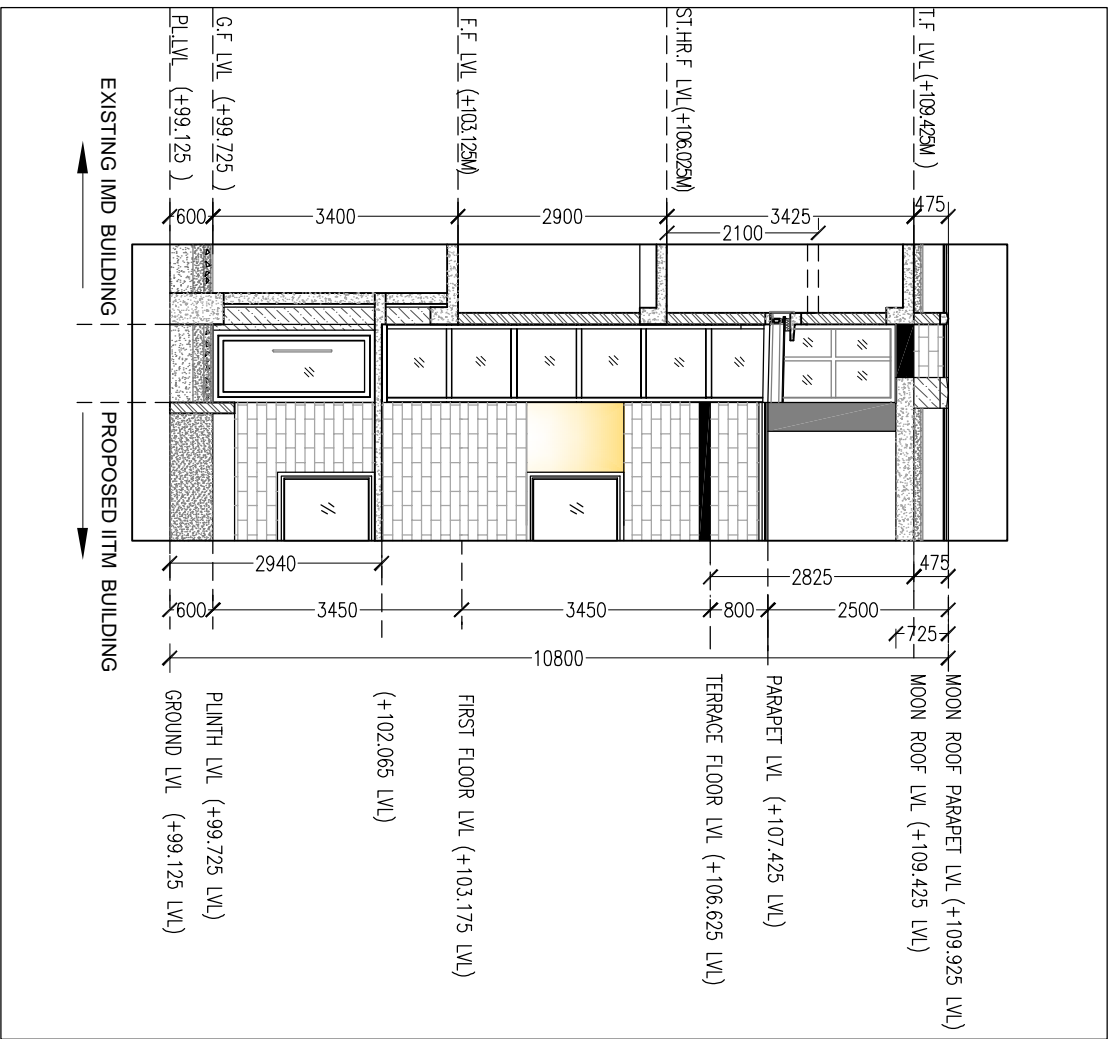 T.F LVL (+109.425M)
ST.HR.F LVL(+106.025M)
F.F LVL (+103.125M)
G.F LVL (+99.725 )
PL.LVL (+99.125 )
475
3425
2100
2900
3400
600
475
2825
2940
2500
800
3450
3450
600
725
10800
MOON ROOF PARAPET LVL (+109.925 LVL)
MOON ROOF LVL (+109.425 LVL)
PARAPET LVL (+107.425 LVL)
TERRACE FLOOR LVL (+106.625 LVL)
FIRST FLOOR LVL (+103.175 LVL)
(+102.065 LVL)
PLINTH LVL (+99.725 LVL)
GROUND LVL (+99.125 LVL)
EXISTING IMD BUILDING
PROPOSED IITM BUILDING